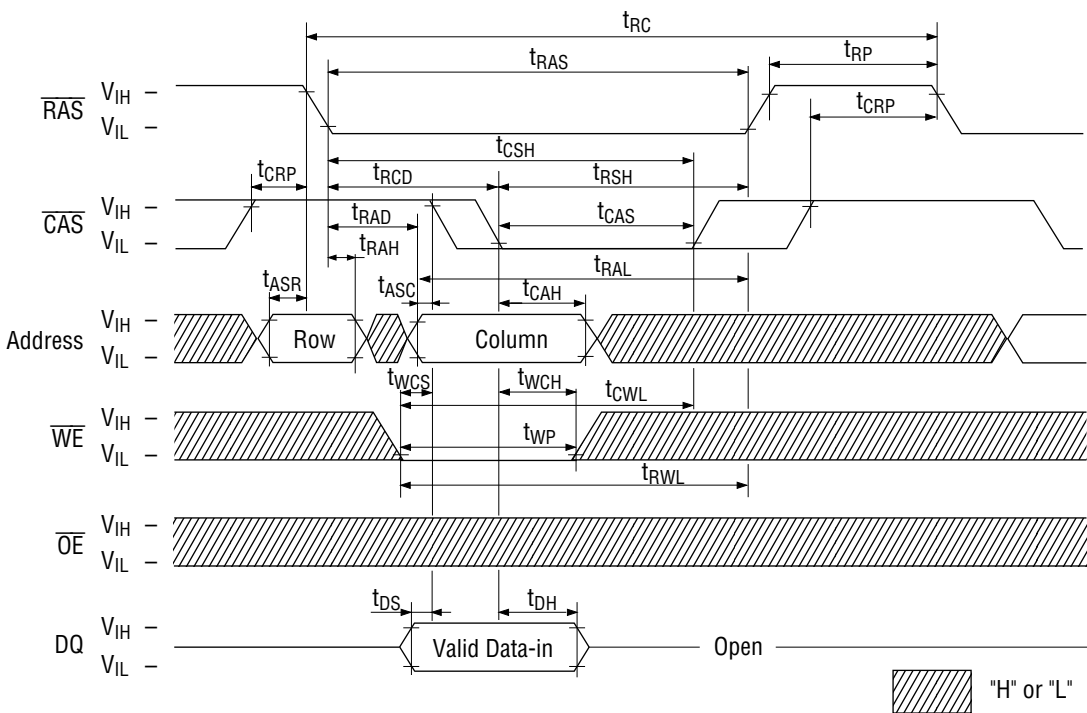 tRC
tRAS
tRP
RAS
VIH –
VIL –
tCRP
tCSH
tCRP
tRCD
tRSH
CAS
VIH –
VIL –
tRAD
tCAS
tRAH
tRAL
tASR
tASC
tCAH
Address
VIH –
VIL –
Row
Column
tWCS
tWCH
tCWL
WE
VIH –
VIL –
tWP
tRWL
OE
VIH –
VIL –
tDS
tDH
DQ
VIH –
VIL –
Valid Data-in
Open
"H" or "L"